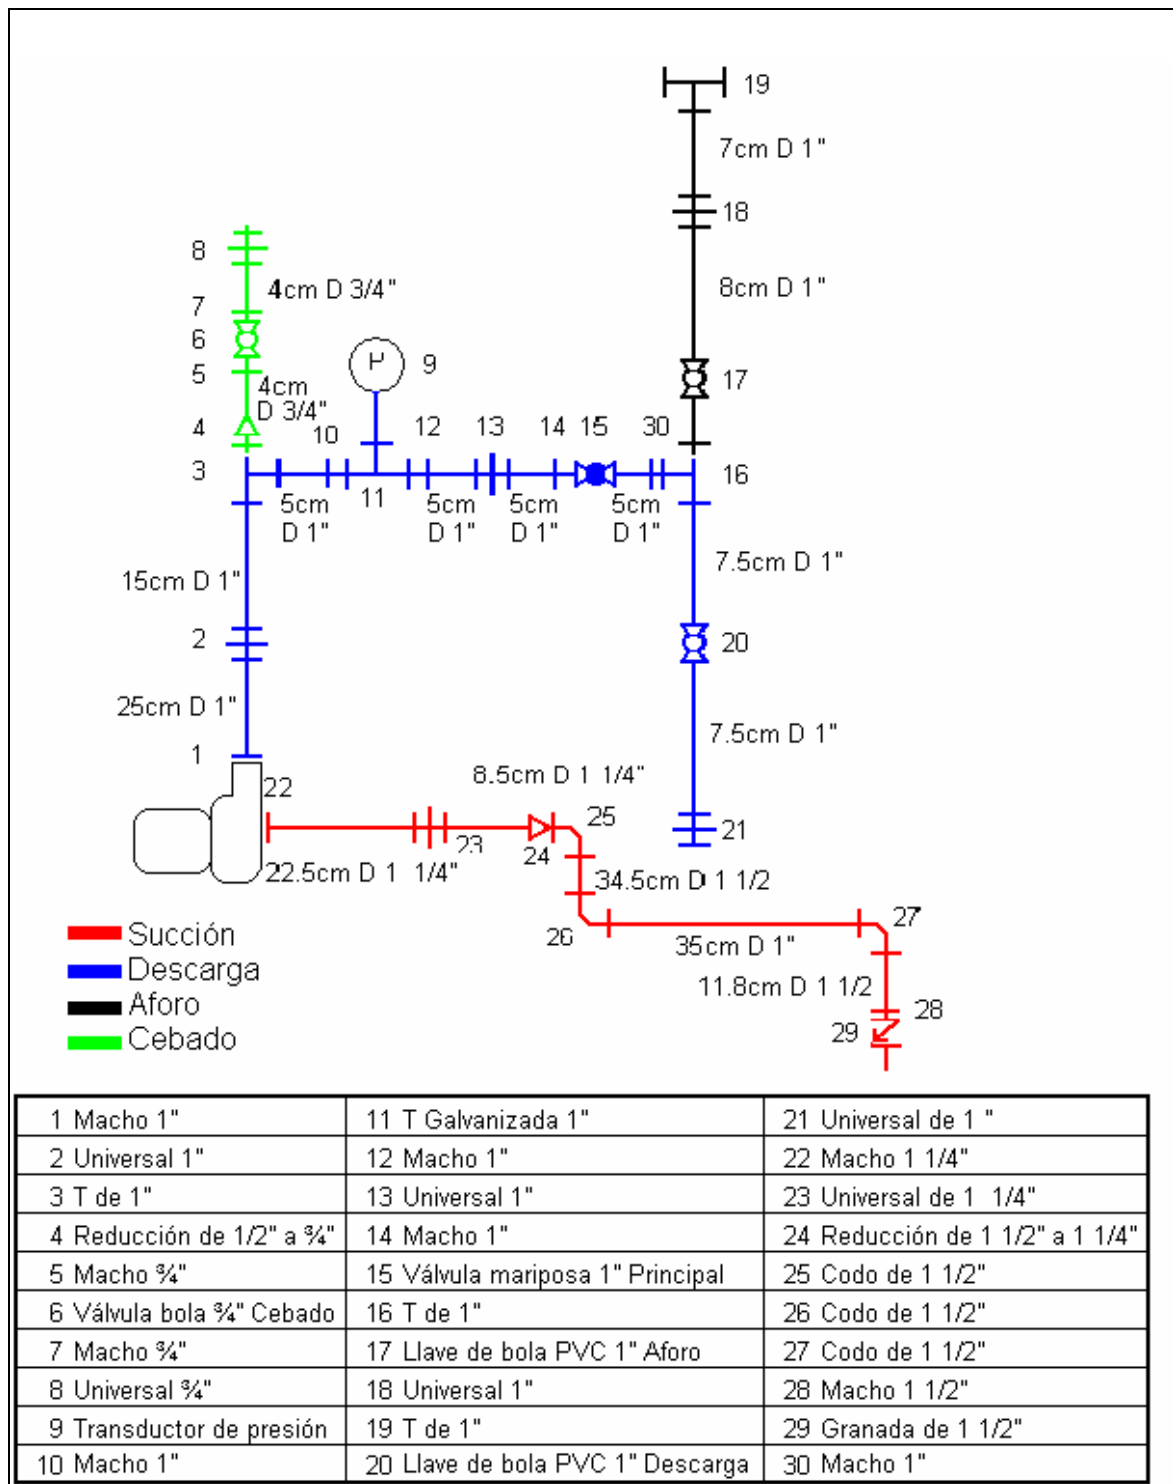 19
7cm D 1"
18
8
8cm D 1"
4cm D 3/4"
7
6
P
9
17
5
4cm
D 3/4"
4
10
12
13
14
15
30
3
11
16
5cm
D 1"
5cm
D 1"
5cm
D 1"
5cm
D 1"
7.5cm D 1"
15cm D 1"
2
20
25cm D 1"
7.5cm D 1"
1
8.5cm D 1 1/4"
22
25
21
23
24
22.5cm D 1 1/4"
34.5cm D 1 1/2
26
27
35cm D 1"
11.8cm D 1 1/2
28
29
Succión
Descarga
Aforo
Cebado
1 Macho 1"
11 T Galvanizada 1"
21 Universal de 1 "
2 Universal 1"
12 Macho 1"
22 Macho 1 1/4"
3 T de 1"
13 Universal 1"
23 Universal de 1 1/4"
4 Reducción de 1/2" a ¾"
14 Macho 1"
24 Reducción de 1 1/2" a 1 1/4"
5 Macho ¾"
15 Válvula mariposa 1" Principal
25 Codo de 1 1/2"
6 Válvula bola ¾" Cebado
16 T de 1"
26 Codo de 1 1/2"
7 Macho ¾"
17 Llave de bola PVC 1" Aforo
27 Codo de 1 1/2"
8 Universal ¾"
18 Universal 1"
28 Macho 1 1/2"
9 Transductor de presión
19 T de 1"
29 Granada de 1 1/2"
10 Macho 1"
20 Llave de bola PVC 1" Descarga
30 Macho 1"